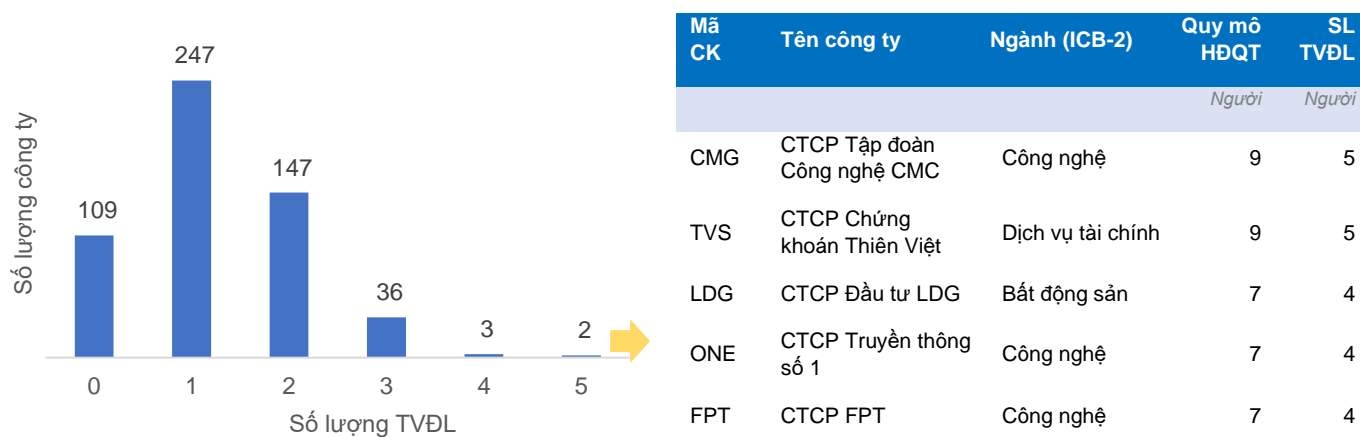 247
147
109
36
3
2
0
1
2
3
4
5
Số lượng công ty
Số lượng TVĐL
Mã CK Tên công ty Ngành (ICB-2) Quy mô HĐQT SL TVĐL
Người Người
CMG CTCP Tập đoàn Công nghệ CMC Công nghệ 9 5
TVS CTCP Chứng khoán Thiên Việt Dịch vụ tài chính 9 5
LDG CTCP Đầu tư LDG Bất động sản 7 4
ONE CTCP Truyền thông số 1 Công nghệ 7 4
FPT CTCP FPT Công nghệ 7 4